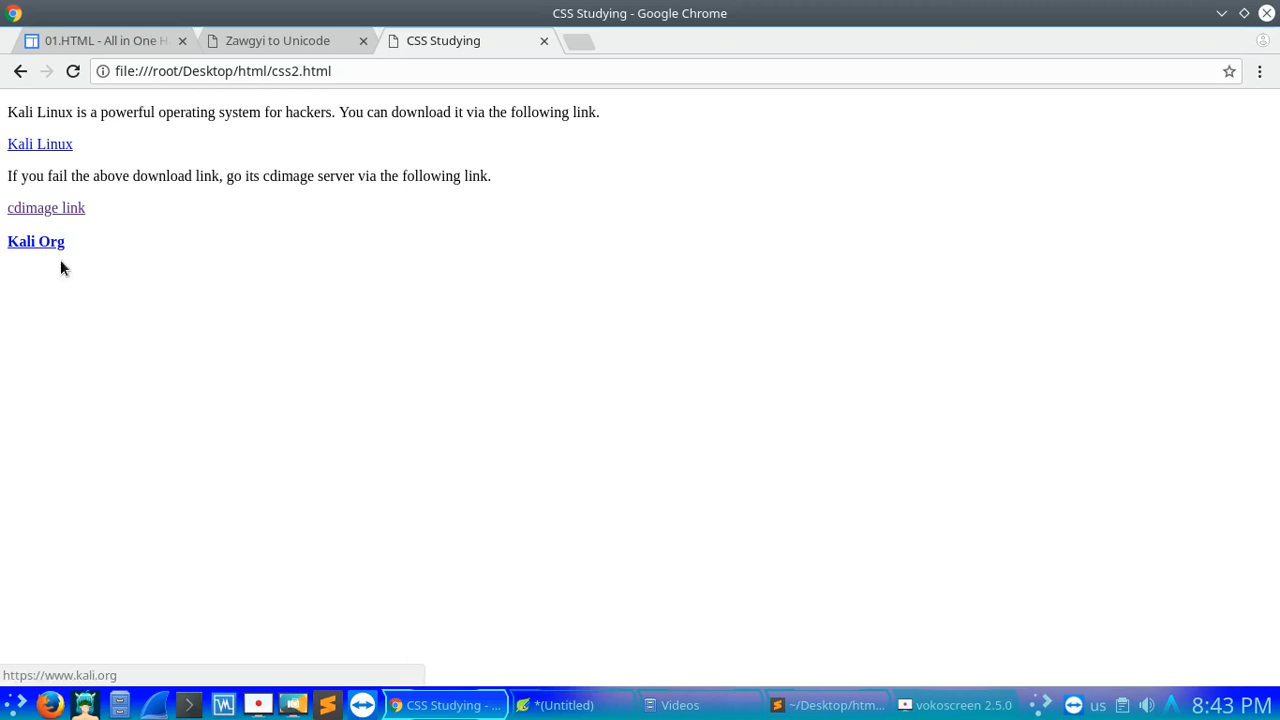 CSS Studying - Google Chrome
01.HTML - All in One H
Zawgyi to Unicode
CSS Studying
file:///root/Desktop/html/css2.html
Kali Linux is a powerful operating system for hackers. You can download it via the following link.
Kali Linux
If you fail the above download link, go its cdimage server via the following link.
cdimage link
Kali Org
https://www.kali.org
CSS Studying - ...
*(Untitled)
Videos
~/Desktop/htm...
vokoscreen 2.5.0
us
8:43 PM